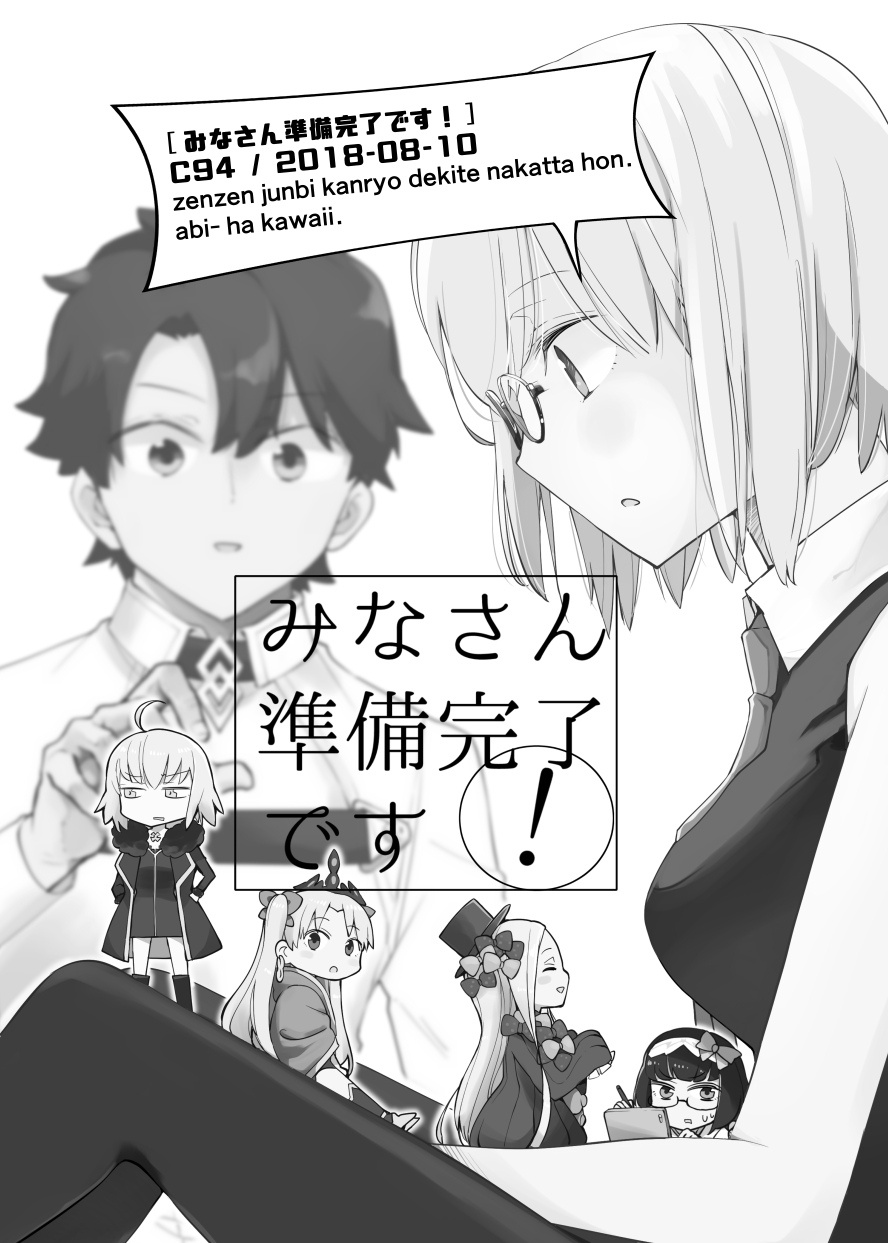 [ みなさん準備完了です！ ]
C94 / 2018-08-10
zenzen junbi kanryo dekite nakatta hon.
abi- ha kawaii.
みなさん
準備完了
です！